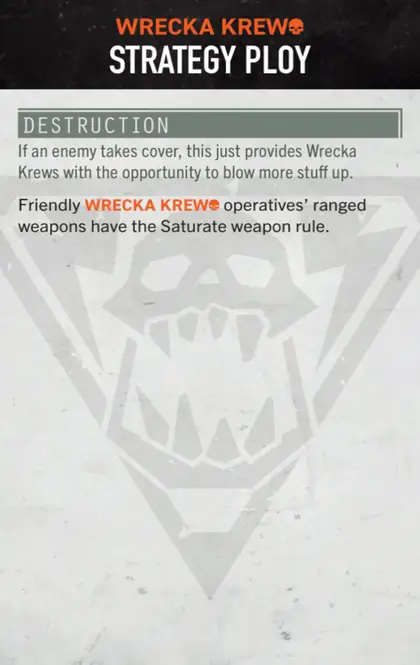 WRECKA KREW
STRATEGY PLOY
DESTRUCTION
If an enemy takes cover, this just provides Wrecka
Krews with the opportunity to blow more stuff up.
Friendly WRECKA KREW operatives' ranged
weapons have the Saturate weapon rule.